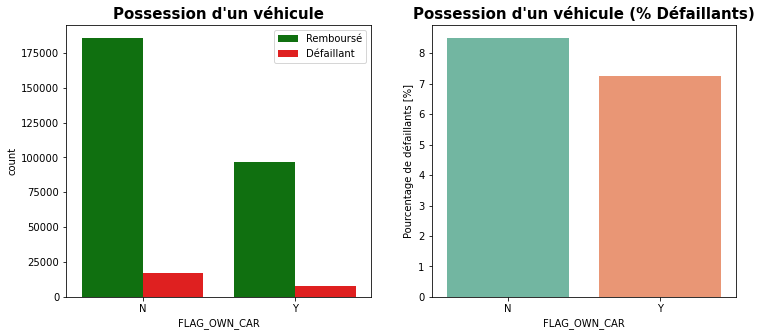 Possession d'un véhicule
175000
150000
125000
100000
75000
50000
25000
0
count
Remboursé
Défaillant
N
Y
FLAG_OWN_CAR
Possession d'un véhicule (% Défaillants)
8
7
6
5
4
3
2
1
0
Pourcentage de défaillants [%]
N
Y
FLAG_OWN_CAR